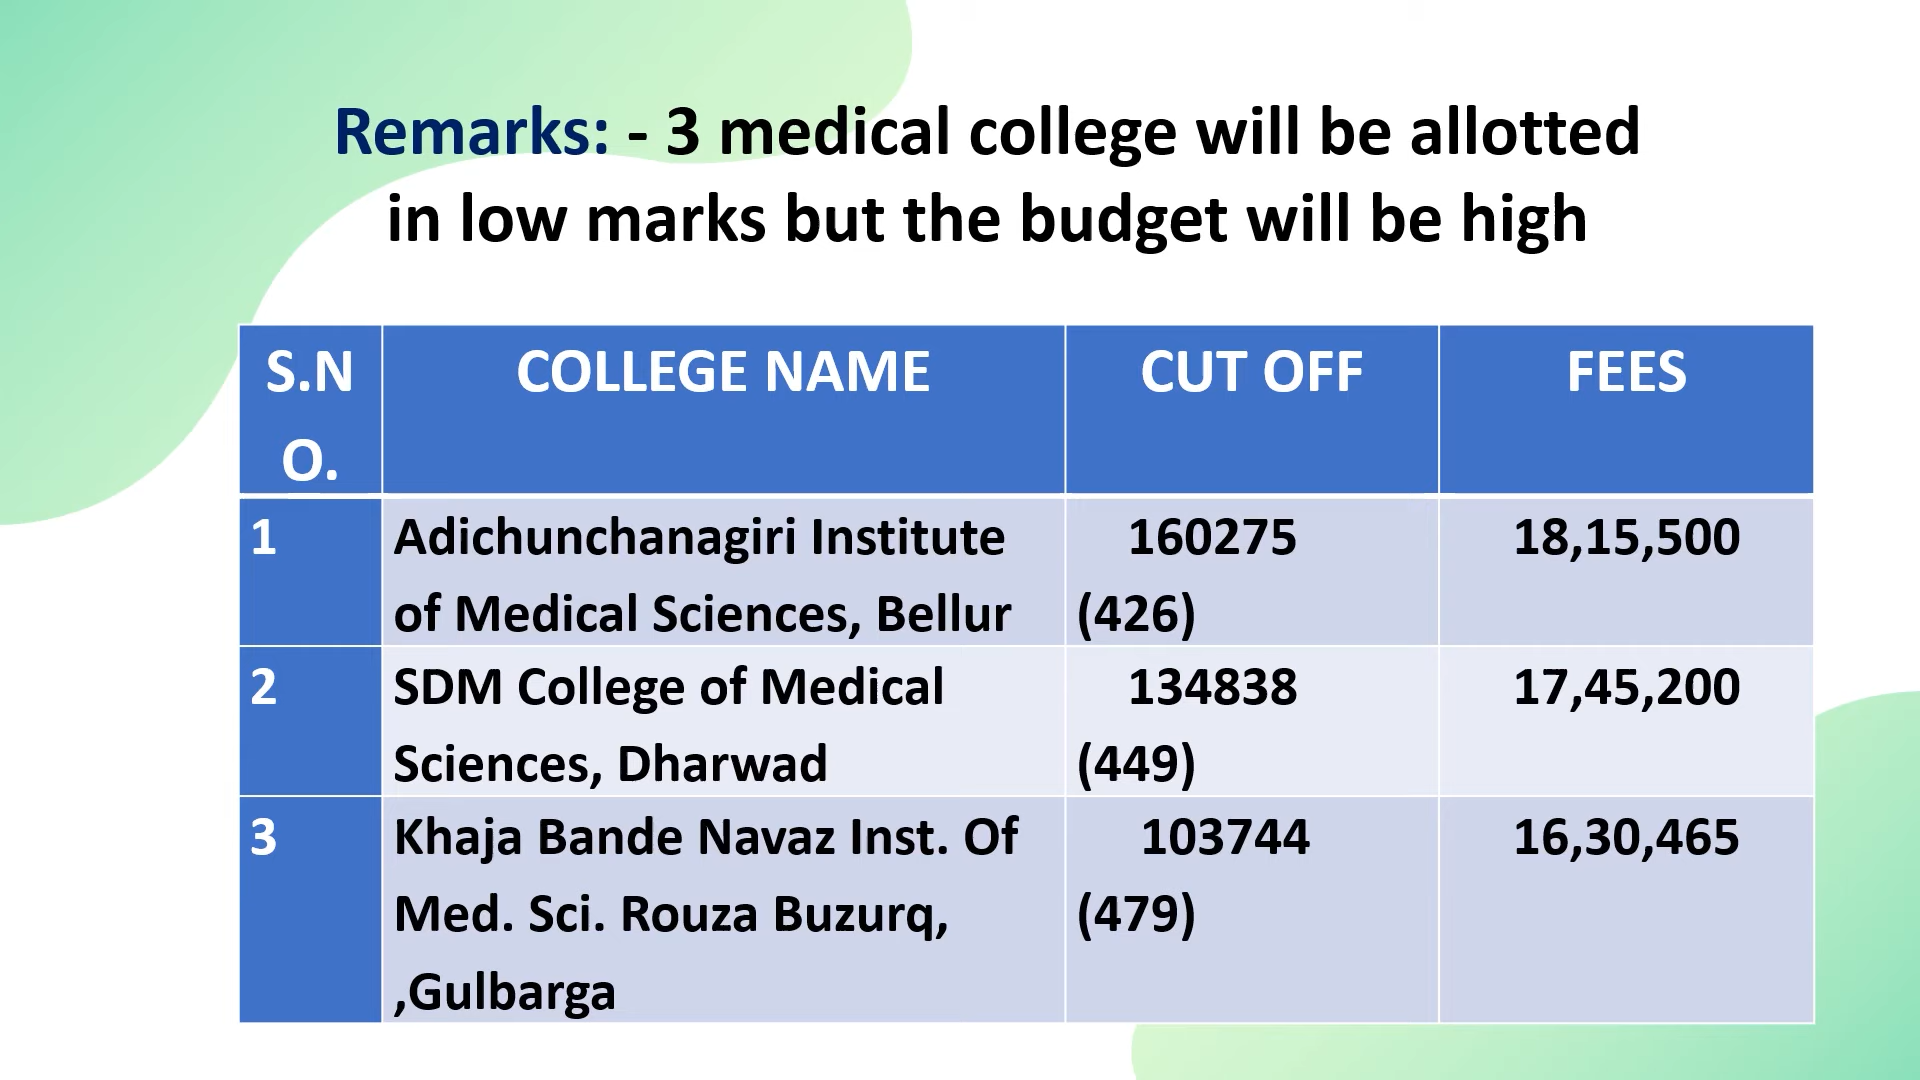 Remarks: - 3 medical college will be allotted
in low marks but the budget will be high
S.N
O.
COLLEGE NAME
CUT OFF
FEES
1
Adichunchanagiri Institute
of Medical Sciences, Bellur
160275
(426)
18,15,500
2
SDM College of Medical
Sciences, Dharwad
134838
(449)
17,45,200
3
Khaja Bande Navaz Inst. Of
Med. Sci. Rouza Buzurq,
,Gulbarga
103744
(479)
16,30,465